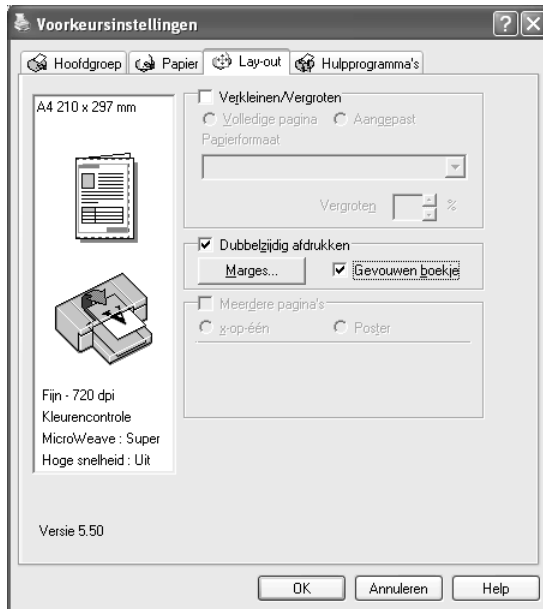 Voorkeursinstellingen
Hoofdgroep Papier Lay-out Hulpprogramma's
A4 210 x 297 mm
Fijn - 720 dpi
Kleurencontrole
MicroWeave : Super
Hoge snelheid : Uit
Versie 5.50
Verkleinen/Vergroten
Volledige pagina Aangepast
Papierformaat
Vergroten %
Dubbelzijdig afdrukken
Marges... Gevouwen boekje
Meerdere pagina's
x-op-één Poster
OK Annuleren Help